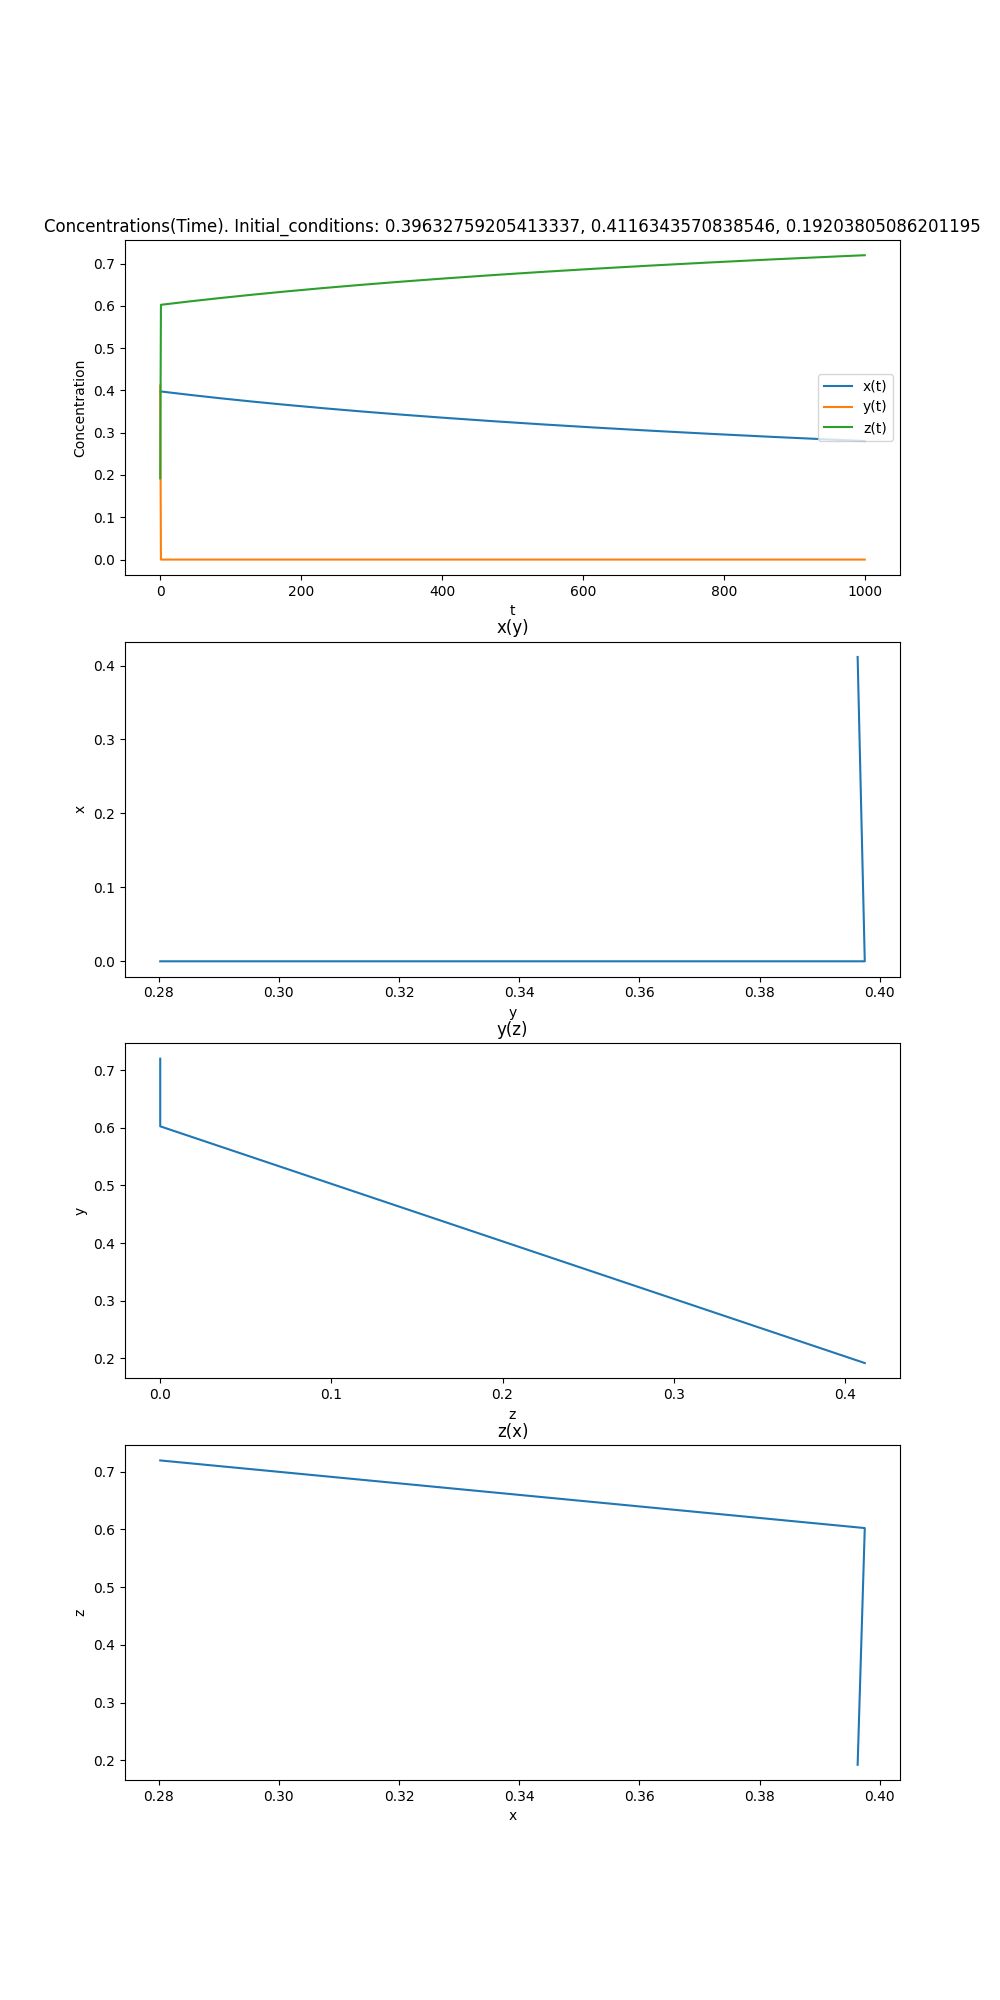 Concentrations(Time). Initial_conditions: 0.39632759205413337, 0.4116343570838546, 0.19203805086201195
0.7
0.6
0.5
0.4
0.3
0.2
0.1
0.0
Concentration
x(t)
y(t)
z(t)
0 200 400 600 800 1000
t
x(y)
0.4
0.3
0.2
0.1
0.0
x
0.28 0.30 0.32 0.34 0.36 0.38 0.40
y
y(z)
0.7
0.6
0.5
0.4
0.3
0.2
y
0.0 0.1 0.2 0.3 0.4
z
z(x)
0.7
0.6
0.5
0.4
0.3
0.2
z
0.28 0.30 0.32 0.34 0.36 0.38 0.40
x